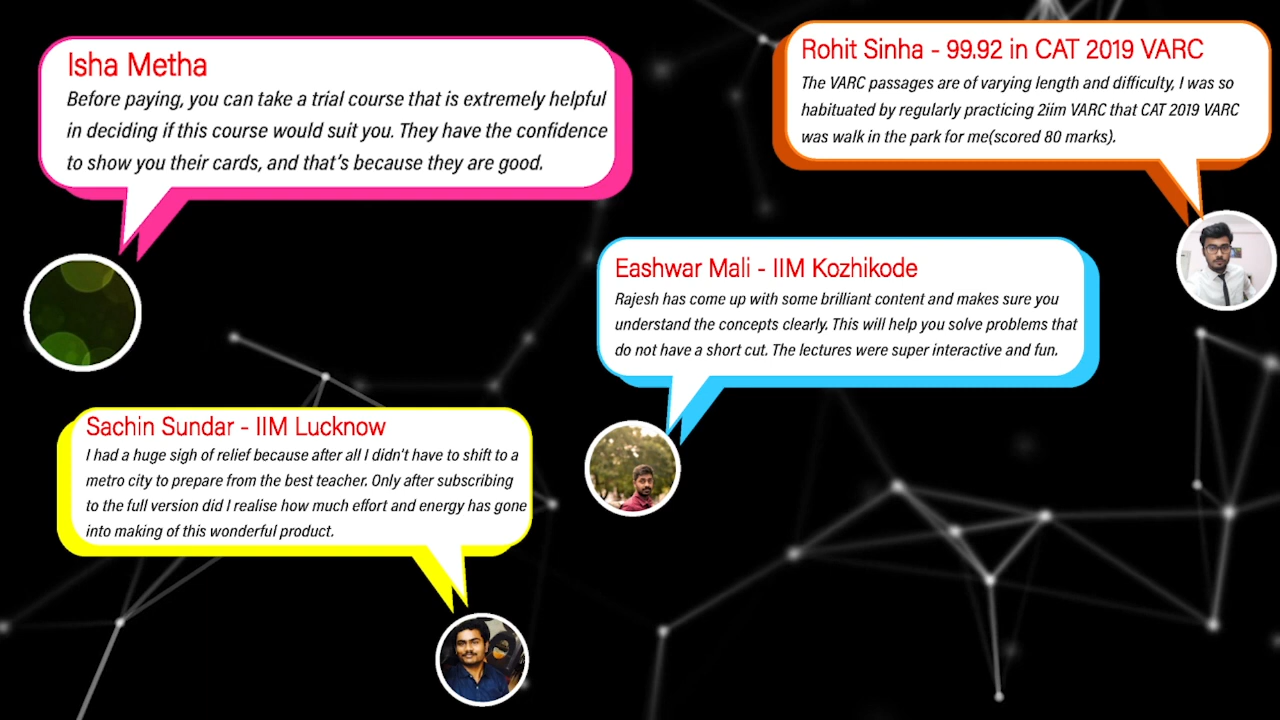 Isha Metha
Before paying, you can take a trial course that is extremely helpful
in deciding if this course would suit you. They have the confidence
to show you their cards, and that's because they are good.
Rohit Sinha - 99.92 in CAT 2019 VARC
The VARC passages are of varying length and difficulty, I was so
habituated by regularly practicing 2iim VARC that CAT 2019 VARC
was walk in the park for me(scored 80 marks).
Eashwar Mali - IIM Kozhikode
Rajesh has come up with some brilliant content and makes sure you
understand the concepts clearly. This will help you solve problems that
do not have a short cut. The lectures were super interactive and fun.
Sachin Sundar - IIM Lucknow
I had a huge sigh of relief because after all I didn't have to shift to a
metro city to prepare from the best teacher. Only after subscribing
to the full version did I realise how much effort and energy has gone
into making of this wonderful product.